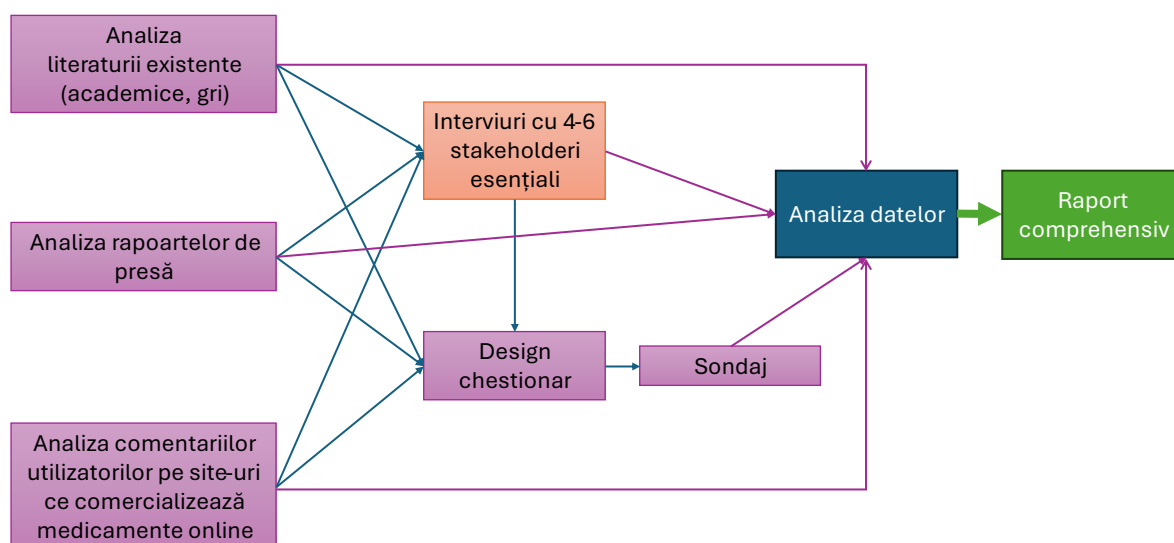 Analiza
literaturii existente
(academice, gri)
Interviuri cu 4-6
stakeholderi
esențiali
Analiza rapoartelor de
presă
Analiza datelor
Raport
comprehensiv
Design
chestionar
Sondaj
Analiza comentariilor
utilizatorilor pe site-uri
ce comercializează
medicamente online